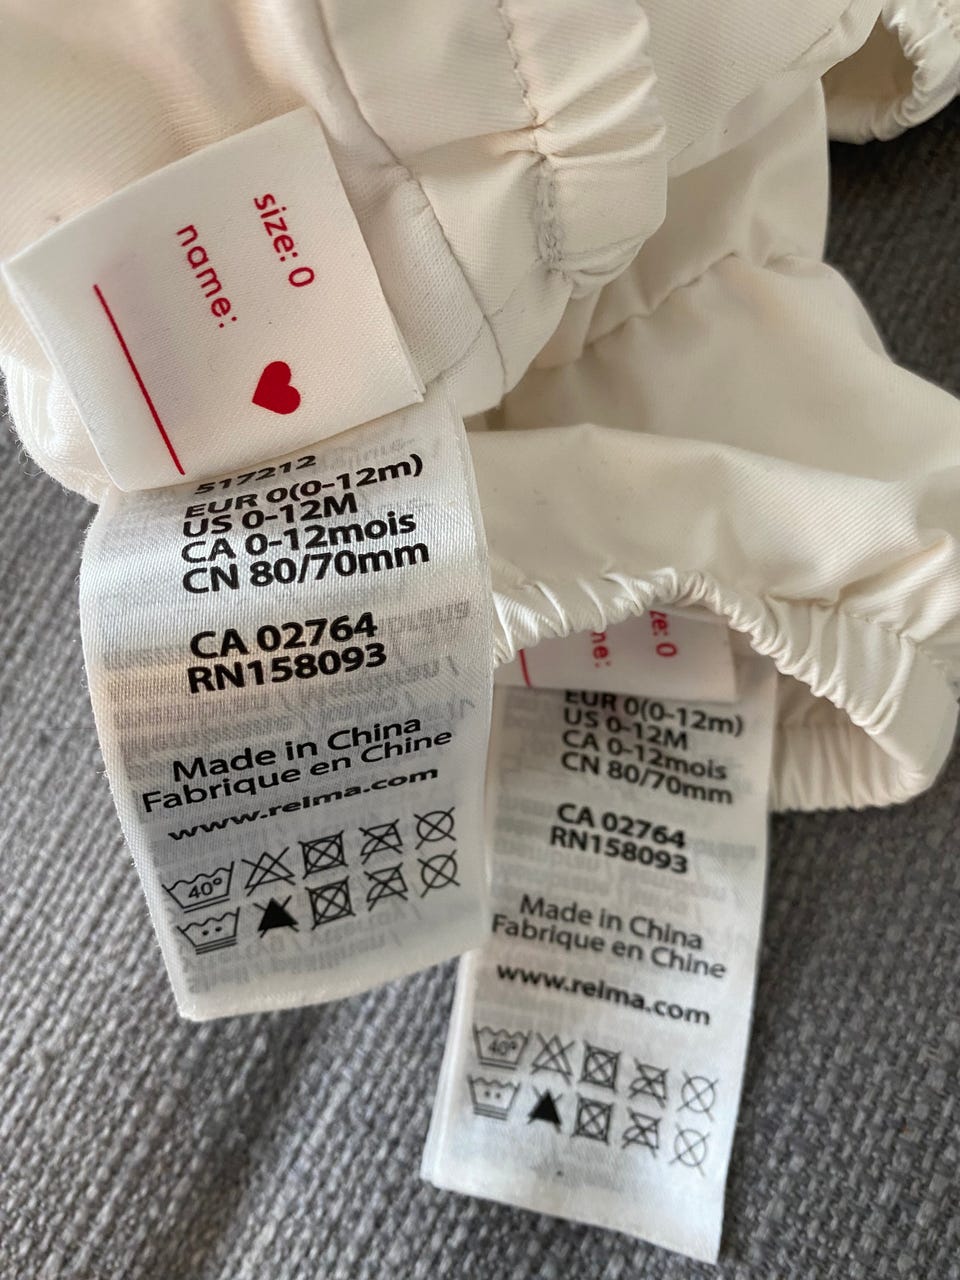 size: 0
name:
517212
EUR 0(0-12m)
US 0-12M
CA 0-12mois
CN 80/70mm
CA 02764
RN158093
Made in China
Fabrique en Chine
www.reima.com
40°
ze: 0
ne:
EUR 0(0-12m)
US 0-12M
CA 0-12mois
CN 80/70mm
CA 02764
RN158093
Made in China
Fabrique en Chine
www.reima.com
40°